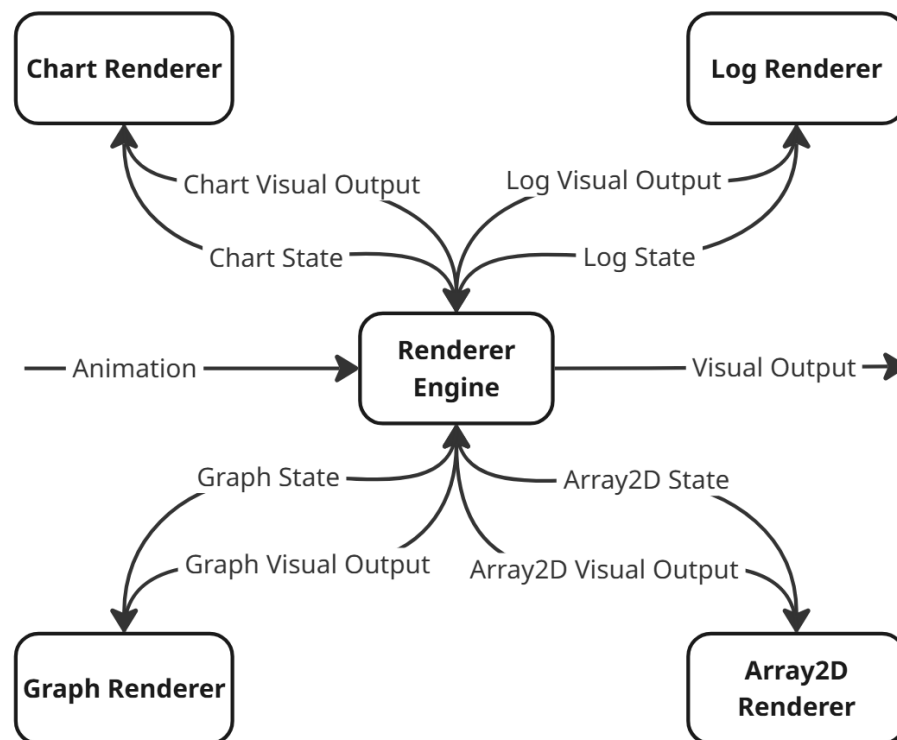 Chart Renderer
Log Renderer
Chart Visual Output
Log Visual Output
Chart State
Log State
Renderer
Engine
Animation
Visual Output
Graph State
Array2D State
Graph Visual Output
Array2D Visual Output
Graph Renderer
Array2D
Renderer